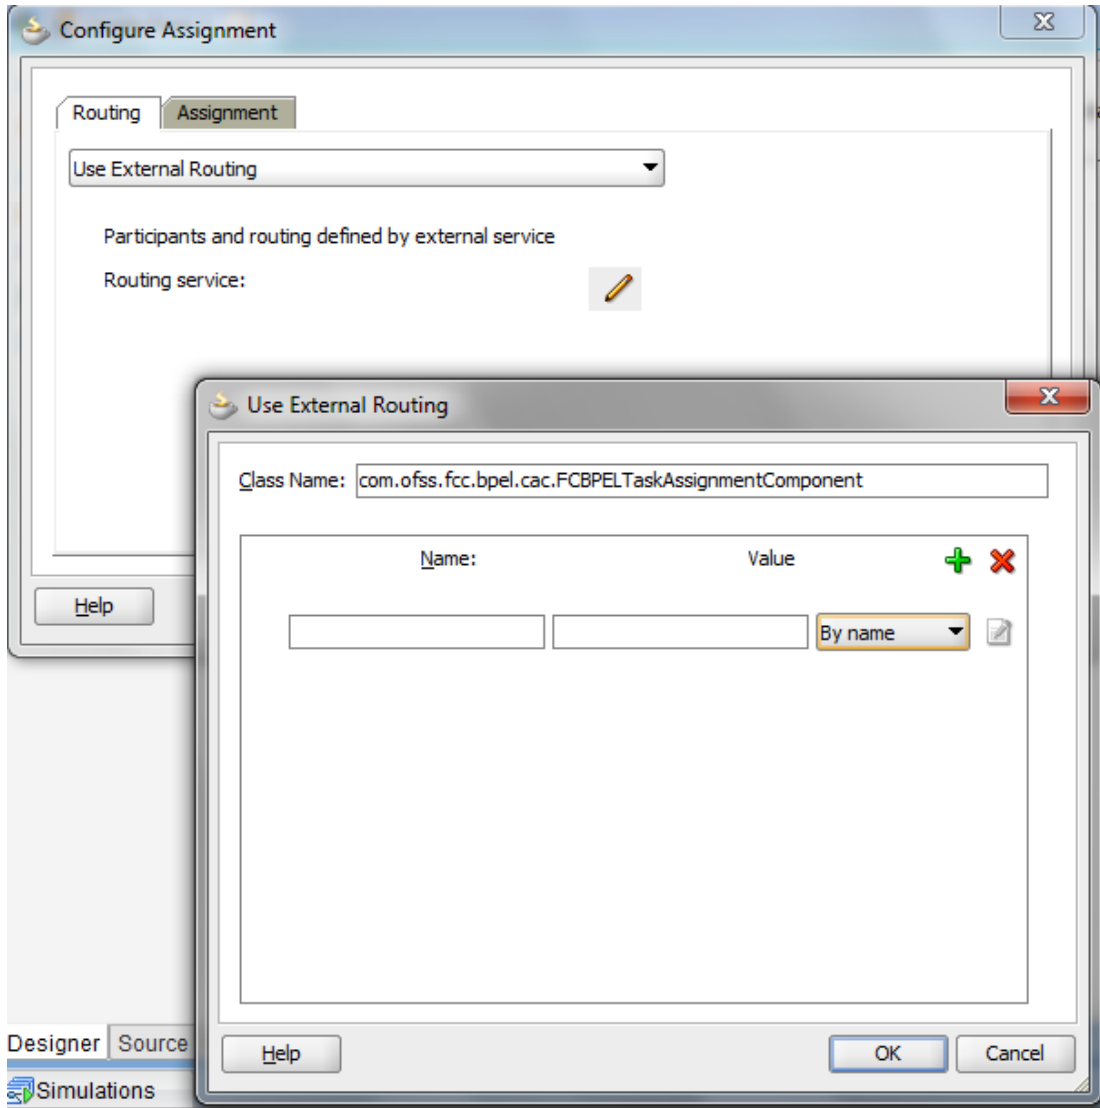 Configure Assignment
Routing
Assignment
Use External Routing
Participants and routing defined by external service
Routing service:
Help
Use External Routing
Class Name: com.ofss.fcc.bpel.cac.FCBPELTaskAssignmentComponent
Name: Value
By name
Designer Source
Help OK Cancel
Simulations